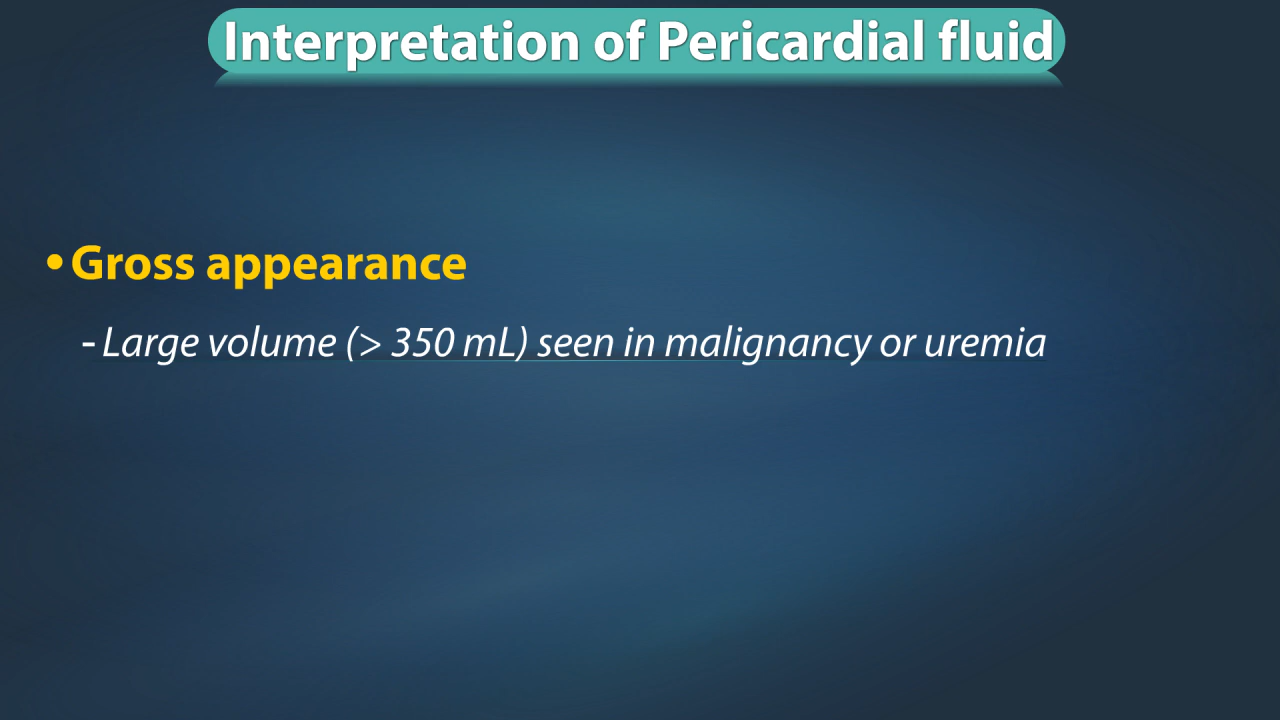 Interpretation of Pericardial fluid
• Gross appearance
- Large volume (> 350 mL) seen in malignancy or uremia